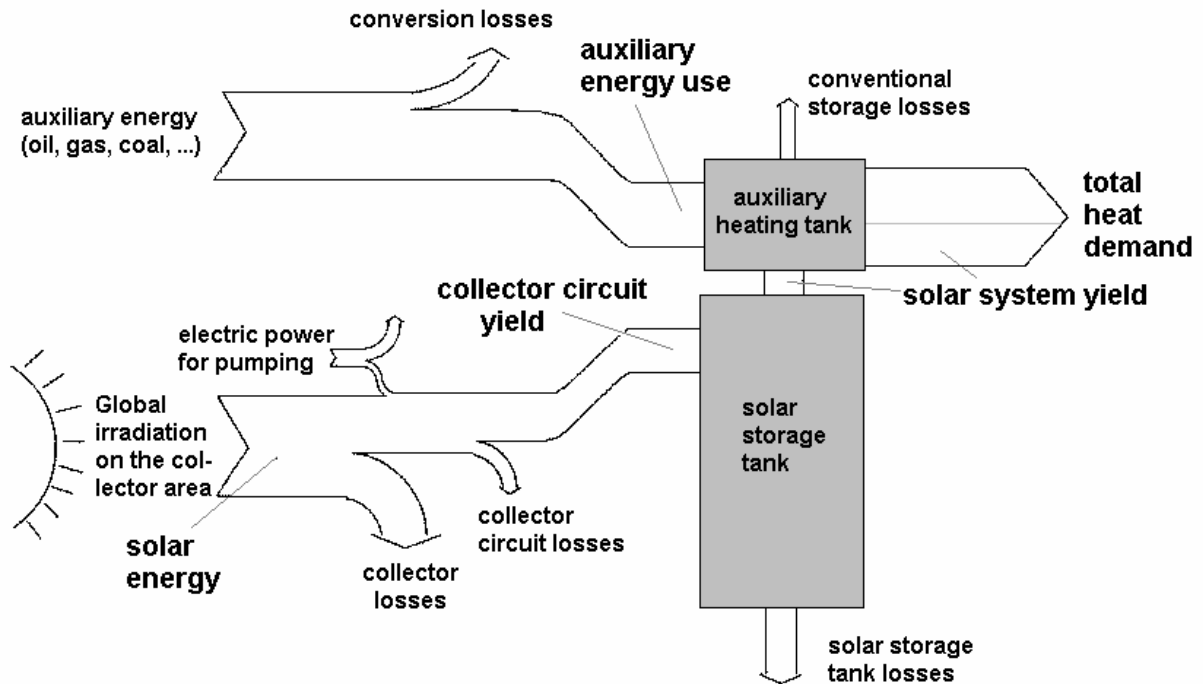 conversion losses
auxiliary
energy use
conventional
storage losses
auxiliary energy
(oil, gas, coal, ...)
auxiliary
heating tank
total
heat
demand
collector circuit
yield
solar system yield
electric power
for pumping
Global
irradiation
on the col-
lector area
solar
storage
tank
solar
energy
collector
circuit losses
collector
losses
solar storage
tank losses